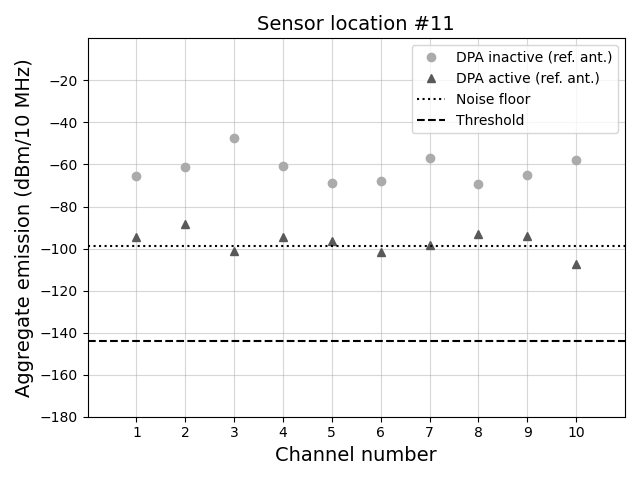 Sensor location #11
DPA inactive (ref. ant.)
DPA active (ref. ant.)
Noise floor
Threshold
Aggregate emission (dBm/10 MHz)
−20
−40
−60
−80
−100
−120
−140
−160
−180
1 2 3 4 5 6 7 8 9 10
Channel number